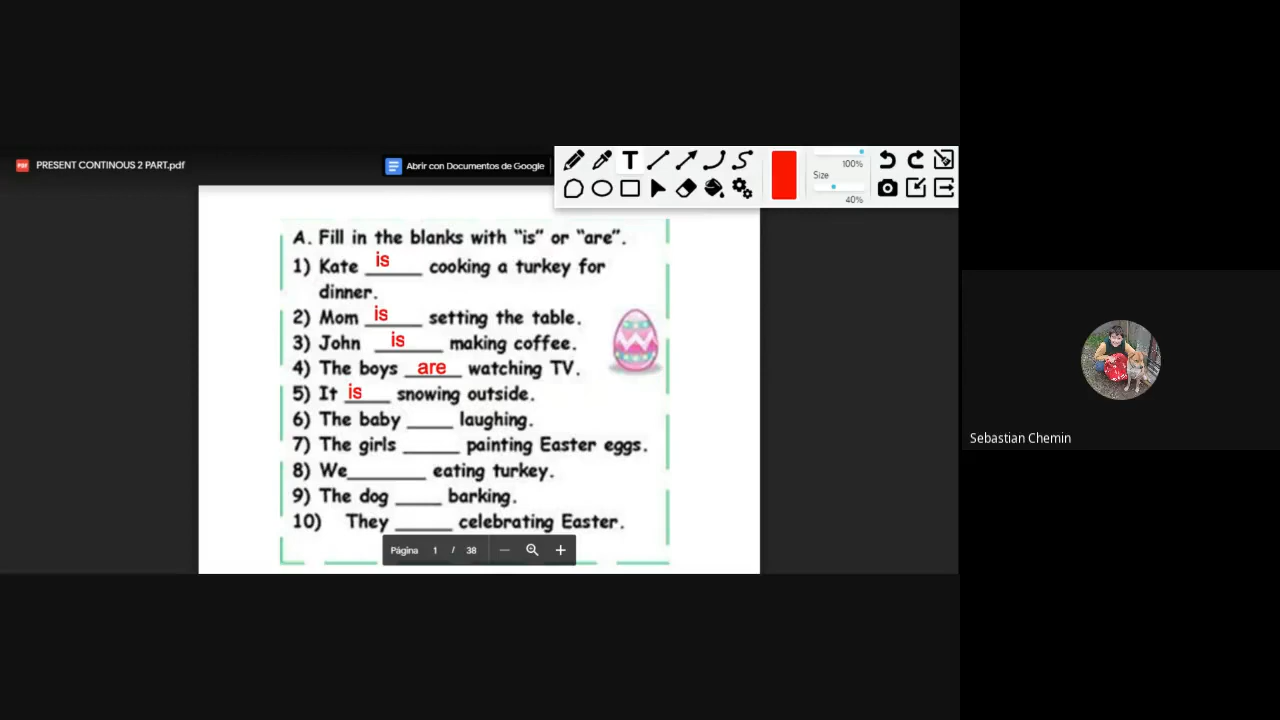 PRESENT CONTINOUS 2 PART.pdf
Abrir con Documentos de Google
T
100%
Size
40%
A. Fill in the blanks with “is” or “are”.
1) Kate is cooking a turkey for
dinner.
2) Mom is setting the table.
3) John is making coffee.
4) The boys are watching TV.
5) It is snowing outside.
6) The baby ____ laughing.
7) The girls _____ painting Easter eggs.
8) We_______ eating turkey.
9) The dog ____ barking.
10) They _____ celebrating Easter.
Página 1 / 38
Sebastian Chemin